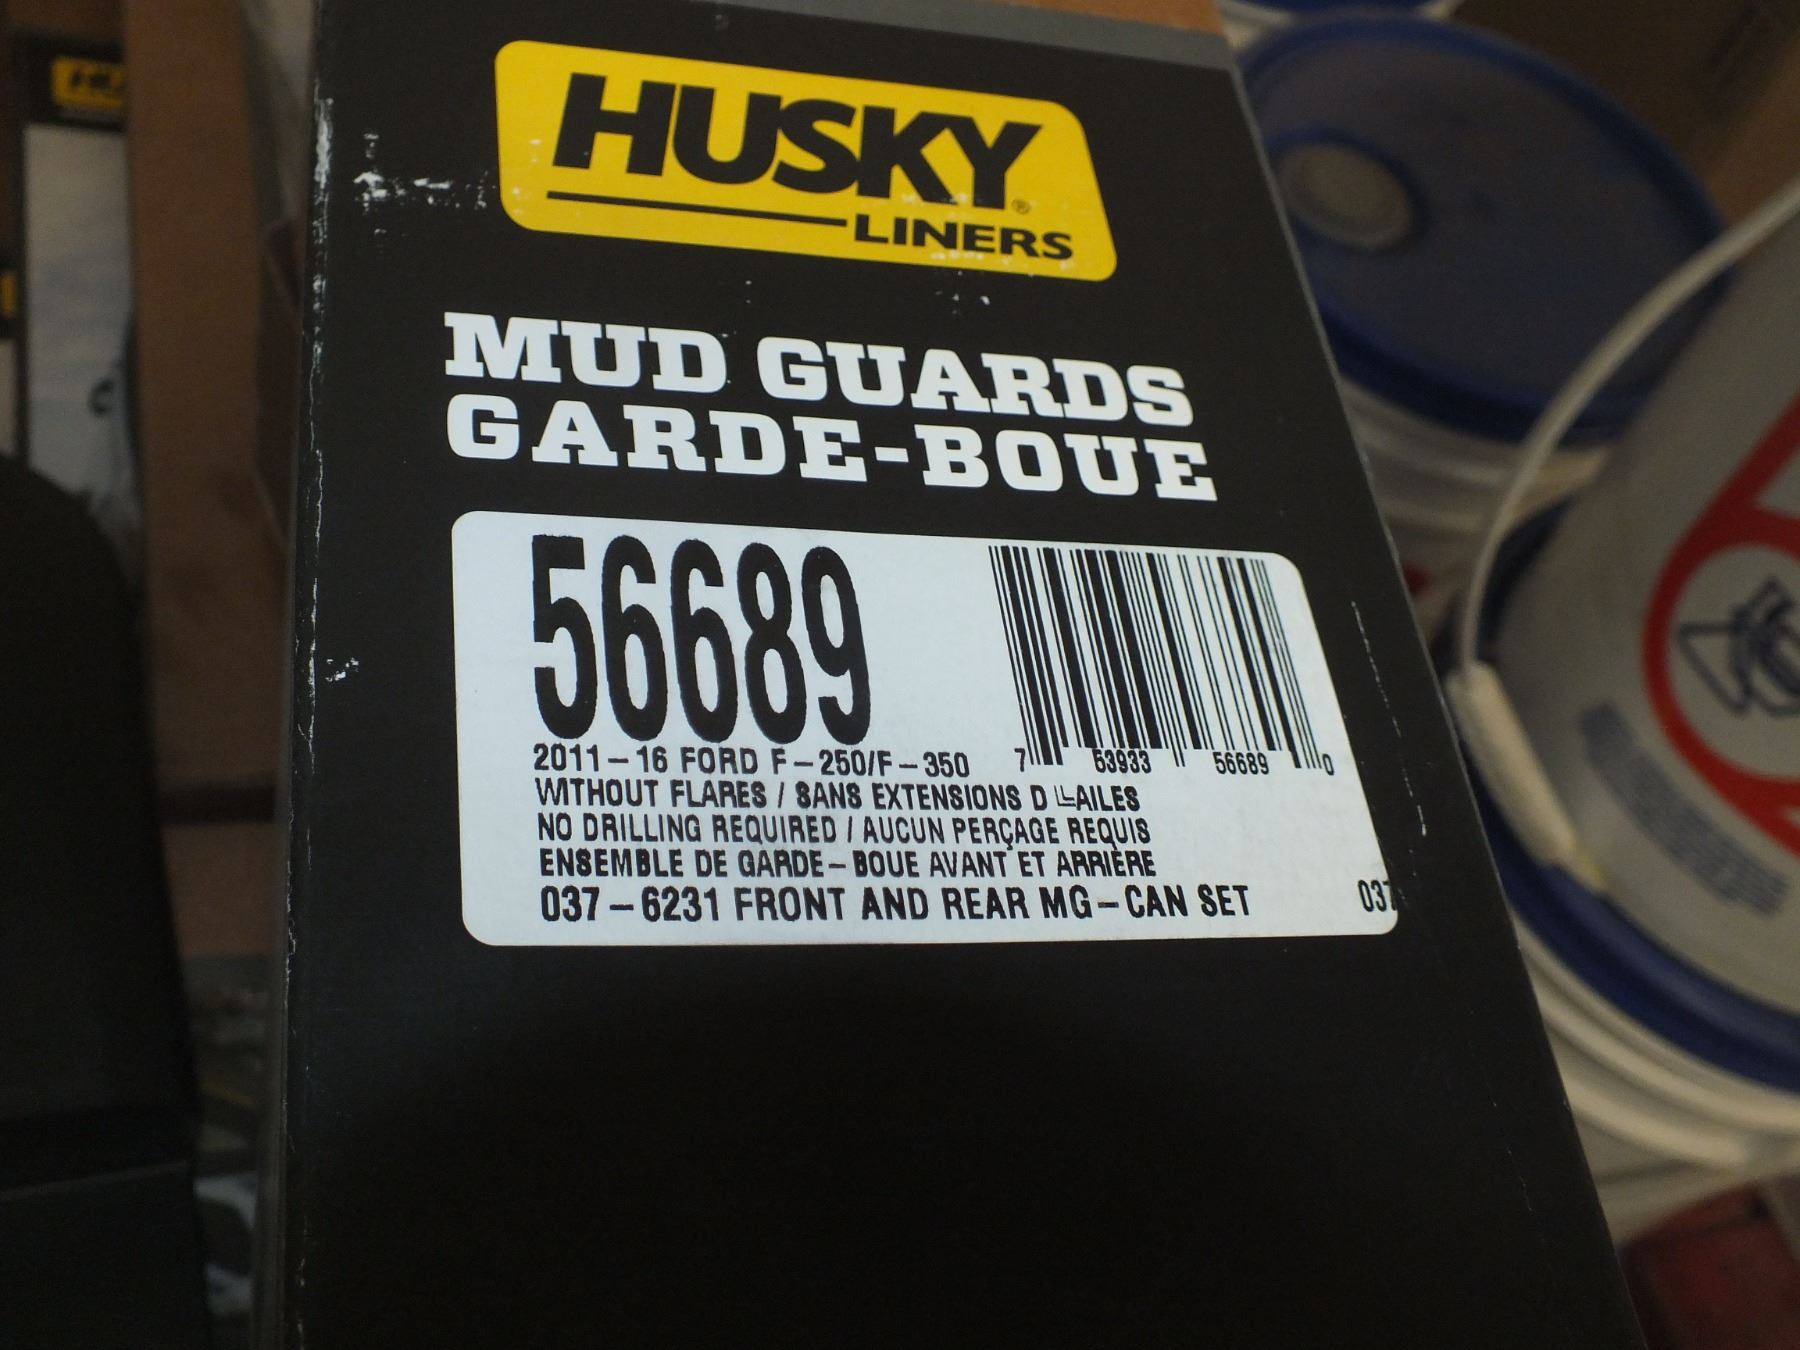 HUSKY®
LINERS
MUD GUARDS
GARDE-BOUE
56689
7 53933 56689 0
2011-16 FORD F-250/F-350
WITHOUT FLARES / SANS EXTENSIONS D╙AILES
NO DRILLING REQUIRED / AUCUN PERÇAGE REQUIS
ENSEMBLE DE GARDE-BOUE AVANT ET ARRIÈRE
037-6231 FRONT AND REAR MG-CAN SET 037